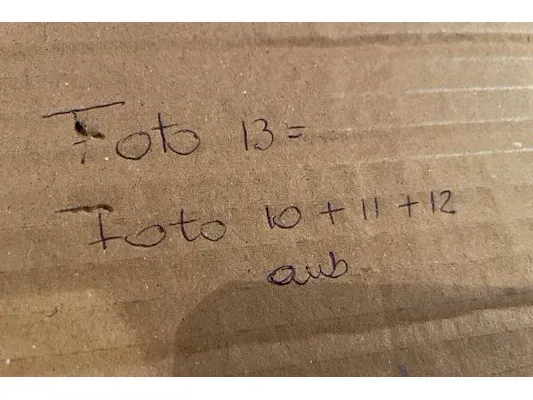 Foto 13 =
Foto 10 + 11 + 12
aub